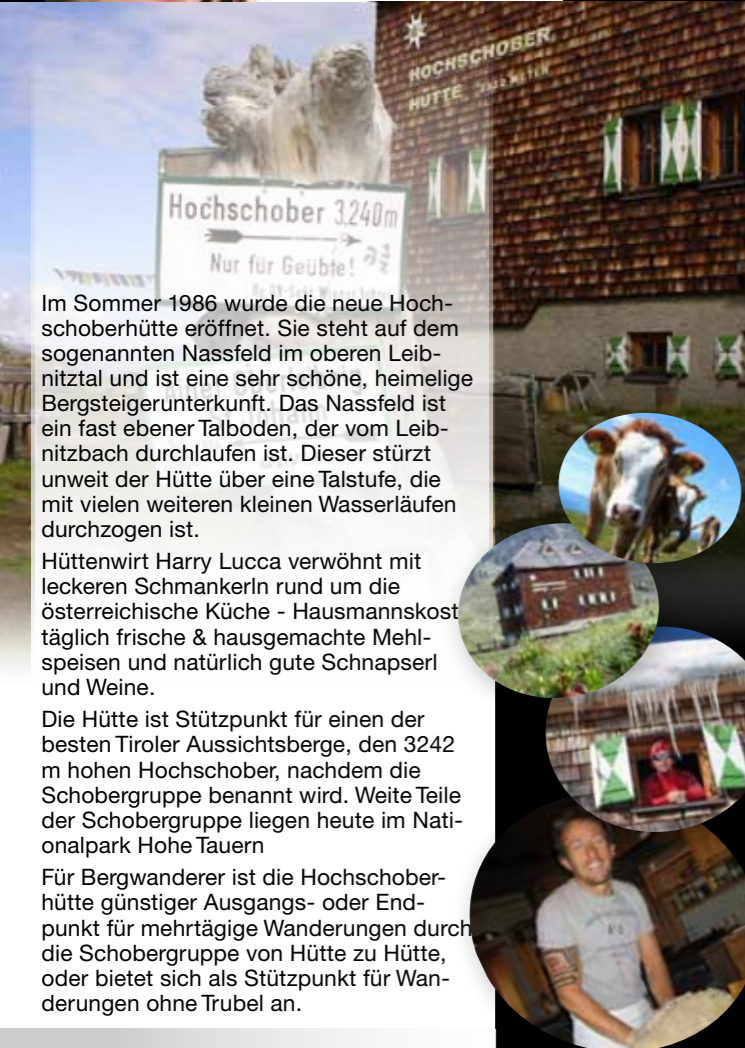 HOCHSCHOBER
HÜTTE
Hochschober 3.240m
Nur für Geübte!
Im Sommer 1986 wurde die neue Hoch-
schoberhütte eröffnet. Sie steht auf dem
sogenannten Nassfeld im oberen Leib-
nitztal und ist eine sehr schöne, heimelige
Bergsteigerunterkunft. Das Nassfeld ist
ein fast ebener Talboden, der vom Leib-
nitzbach durchlaufen ist. Dieser stürzt
unweit der Hütte über eine Talstufe, die
mit vielen weiteren kleinen Wasserläufen
durchzogen ist.
Hüttenwirt Harry Lucca verwöhnt mit
leckeren Schmankerln rund um die
österreichische Küche - Hausmannskost
täglich frische & hausgemachte Mehl-
speisen und natürlich gute Schnapserl
und Weine.
Die Hütte ist Stützpunkt für einen der
besten Tiroler Aussichtsberge, den 3242
m hohen Hochschober, nachdem die
Schobergruppe benannt wird. Weite Teile
der Schobergruppe liegen heute im Nati-
onalpark Hohe Tauern
Für Bergwanderer ist die Hochschober-
hütte günstiger Ausgangs- oder End-
punkt für mehrtägige Wanderungen durch
die Schobergruppe von Hütte zu Hütte,
oder bietet sich als Stützpunkt für Wan-
derungen ohne Trubel an.